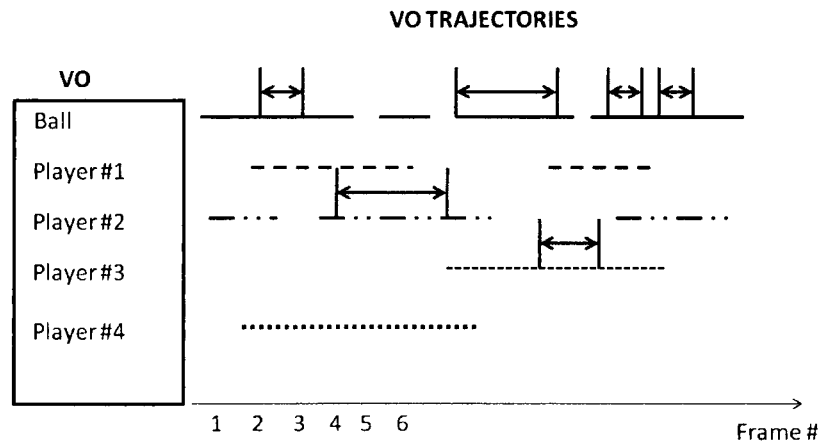 VO TRAJECTORIES
VO
Ball
Player#1
Player#2
Player#3
Player#4
1 2 3 4 5 6
Frame #